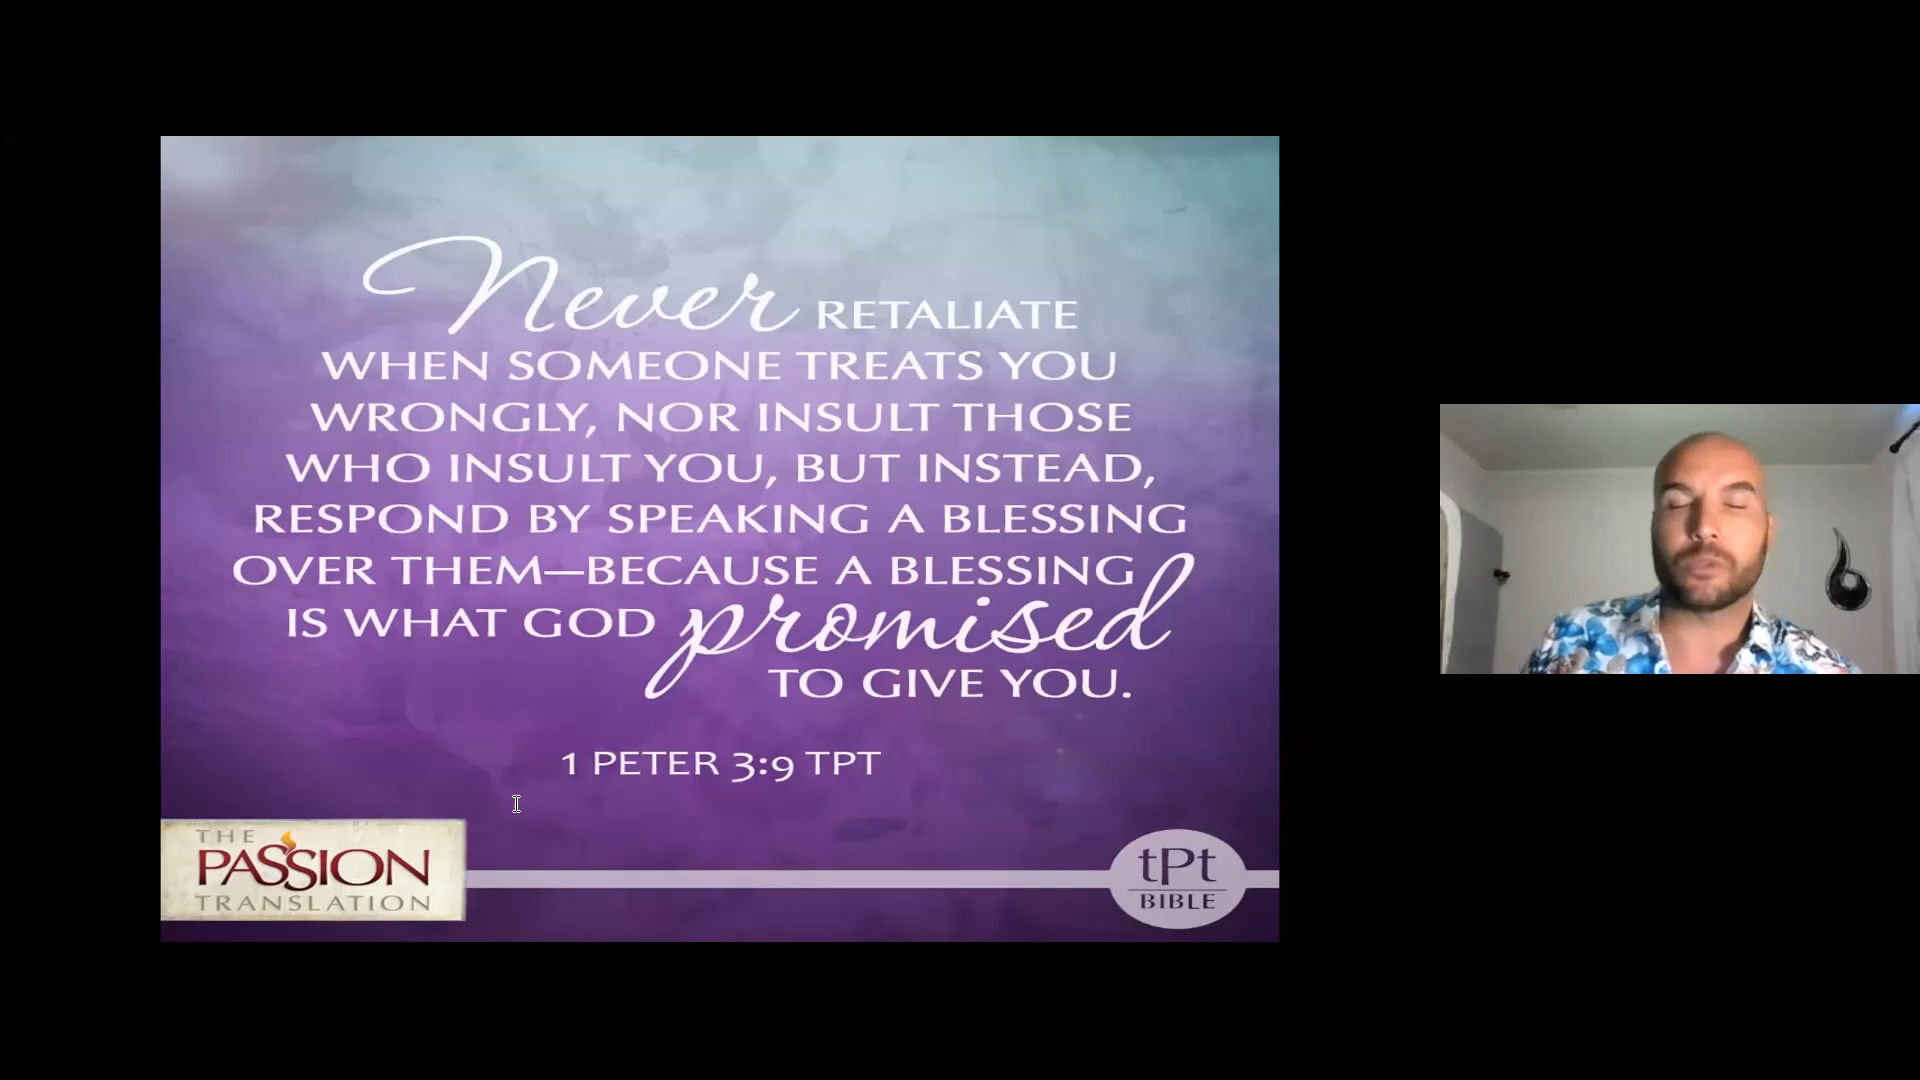 Never RETALIATE
WHEN SOMEONE TREATS YOU
WRONGLY, NOR INSULT THOSE
WHO INSULT YOU, BUT INSTEAD,
RESPOND BY SPEAKING A BLESSING
OVER THEM—BECAUSE A BLESSING
IS WHAT GOD promised
TO GIVE YOU.
1 PETER 3:9 TPT
THE
PASSION
TRANSLATION
tPt
BIBLE